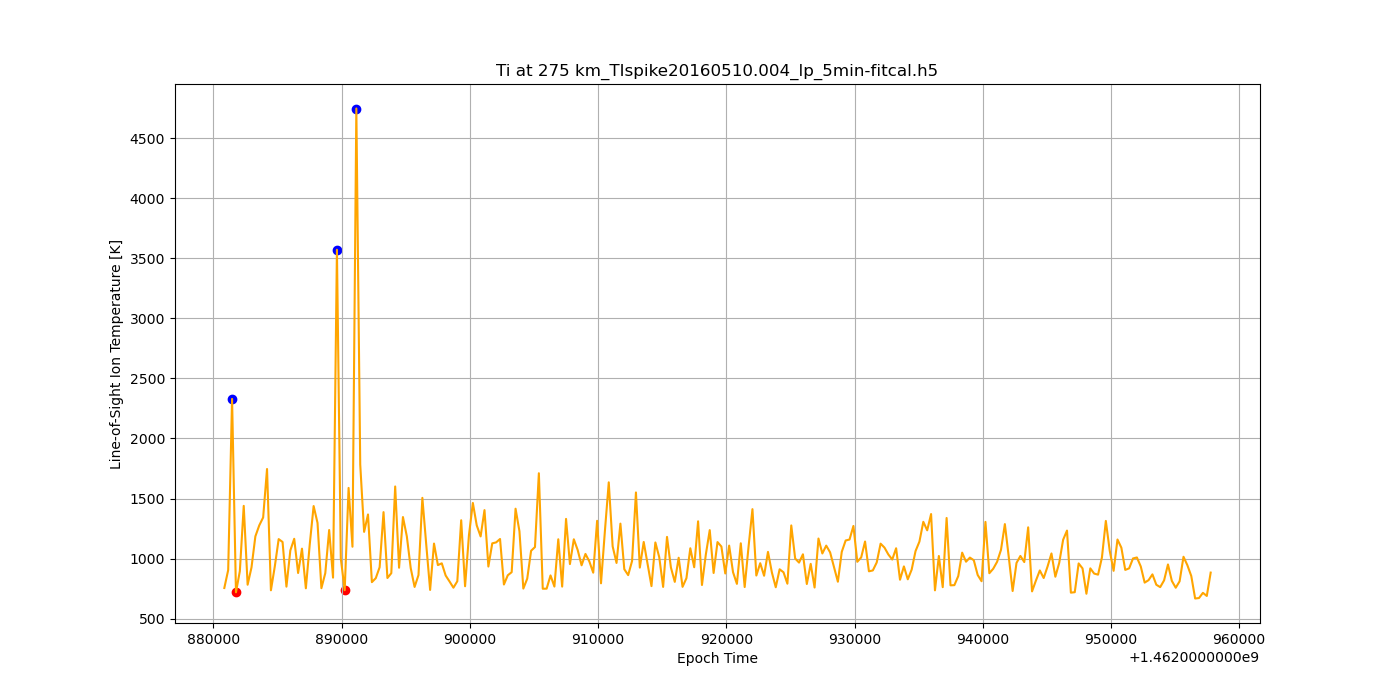 Ti at 275 km_TIspike20160510.004_lp_5min-fitcal.h5
Line-of-Sight Ion Temperature [K]
4500
4000
3500
3000
2500
2000
1500
1000
500
880000 890000 900000 910000 920000 930000 940000 950000 960000
Epoch Time
+1.4620000000e9